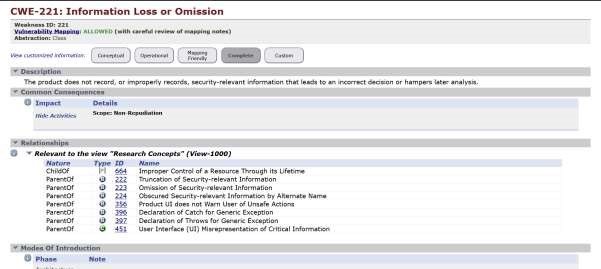 CWE-221: Information Loss or Omission
Weakness ID: 221
Vulnerability Mapping: ALLOWED (with careful review of mapping notes)
Abstraction: Class
View customized information: Conceptual Operational Mapping Friendly Complete Custom
Description
The product does not record, or improperly records, security-relevant information that leads to an incorrect decision or hampers later analysis.
Common Consequences
Impact Details
Hide Activities Scope: Non-Repudiation
Relationships
Relevant to the view "Research Concepts" (View-1000)
Nature Type ID Name
ChildOf P 664 Improper Control of a Resource Through its Lifetime
ParentOf B 222 Truncation of Security-relevant Information
ParentOf B 223 Omission of Security-relevant Information
ParentOf B 224 Obscured Security-relevant Information by Alternate Name
ParentOf B 356 Product UI does not Warn User of Unsafe Actions
ParentOf B 396 Declaration of Catch for Generic Exception
ParentOf B 397 Declaration of Throws for Generic Exception
ParentOf C 451 User Interface (UI) Misrepresentation of Critical Information
Modes Of Introduction
Phase Note